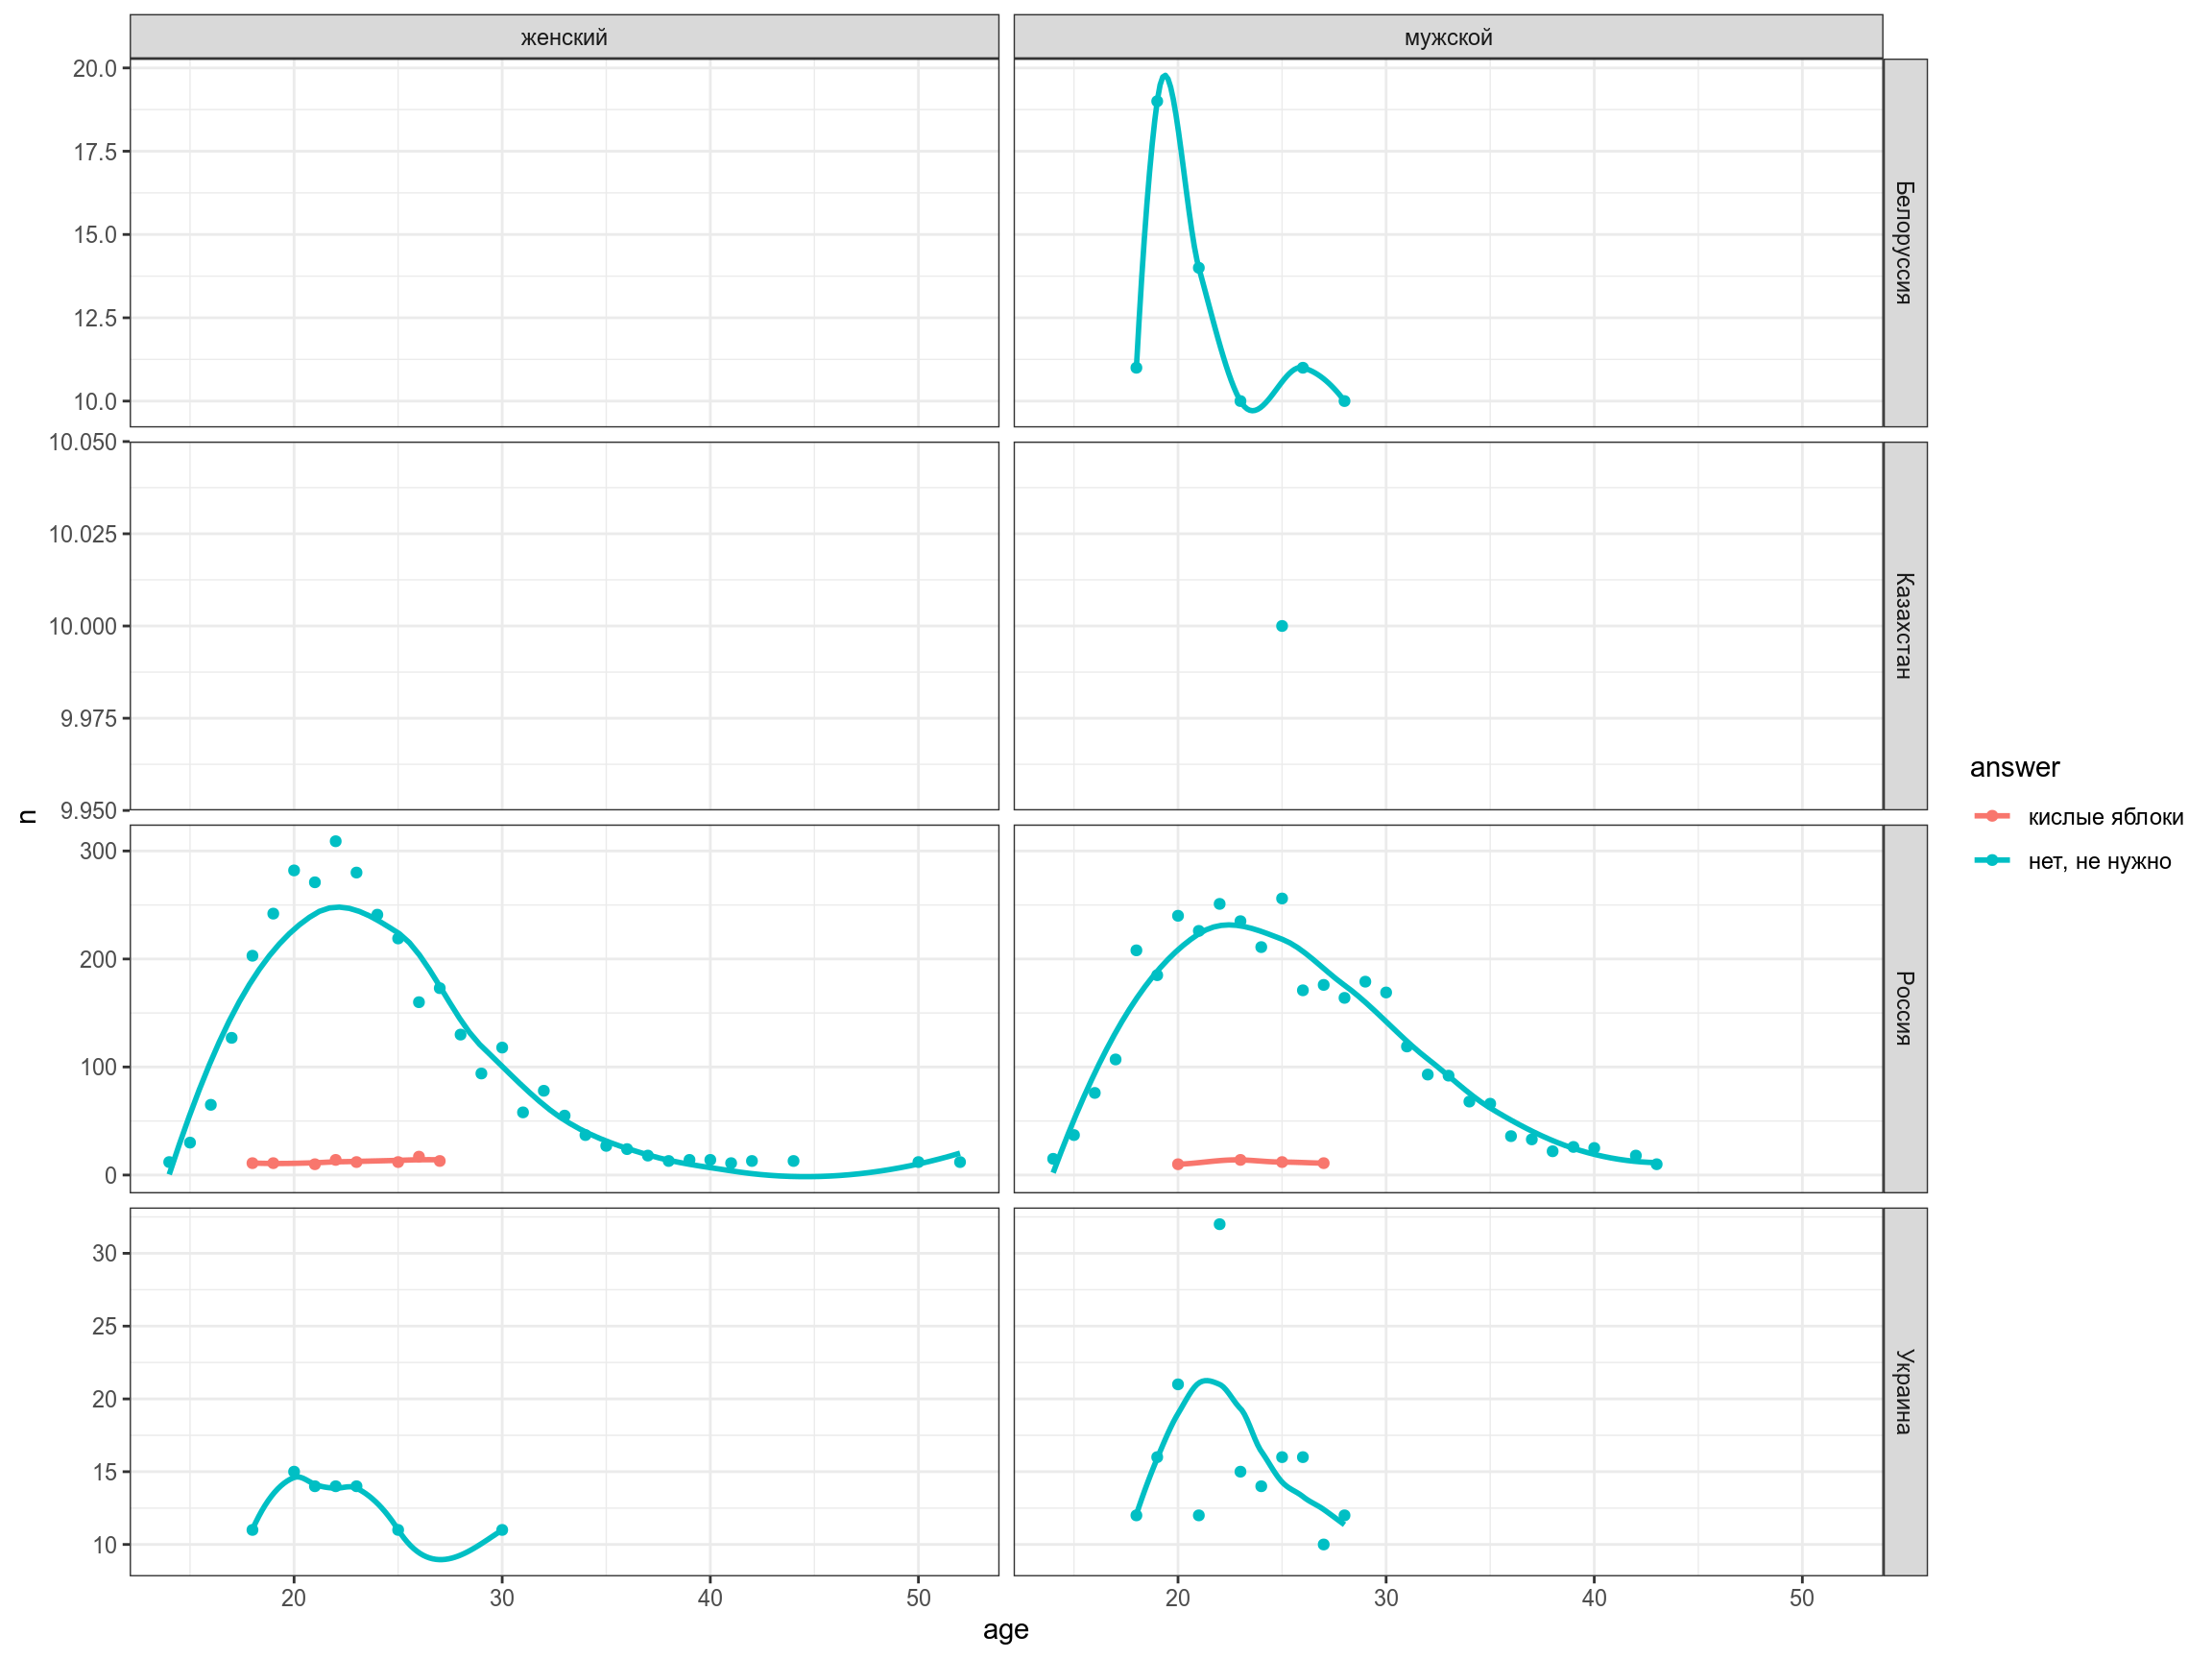 женский
мужской
20.0
17.5
15.0
12.5
10.0
Белоруссия
10.050
10.025
10.000
9.975
9.950
Казахстан
300
200
100
0
Россия
30
25
20
15
10
Украина
20 30 40 50
20 30 40 50
age
n
answer
кислые яблоки
нет, не нужно